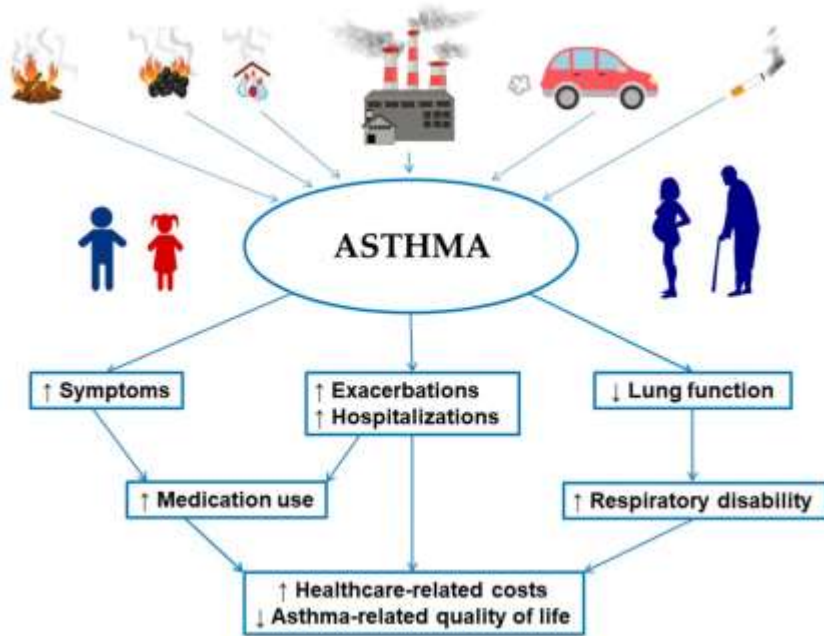 ASTHMA
↑ Symptoms
↑ Exacerbations
↑ Hospitalizations
↓ Lung function
↑ Medication use
↑ Respiratory disability
↑ Healthcare-related costs
↓ Asthma-related quality of life